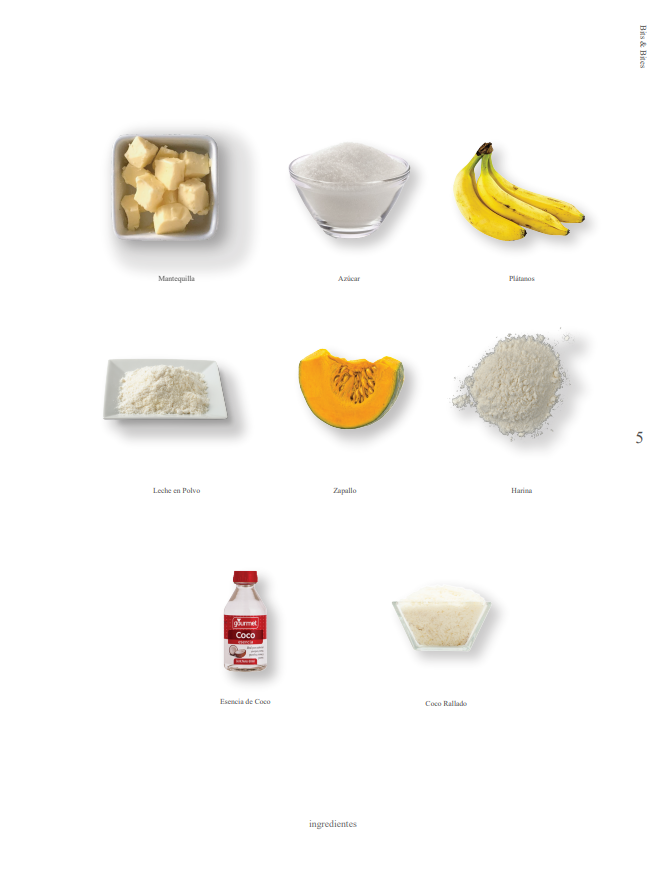 Bits & Bites
Mantequilla
Azúcar
Plátanos
5
Leche en Polvo
Zapallo
Harina
gourmet
Coco
Esencia de Coco
Coco Rallado
ingredientes